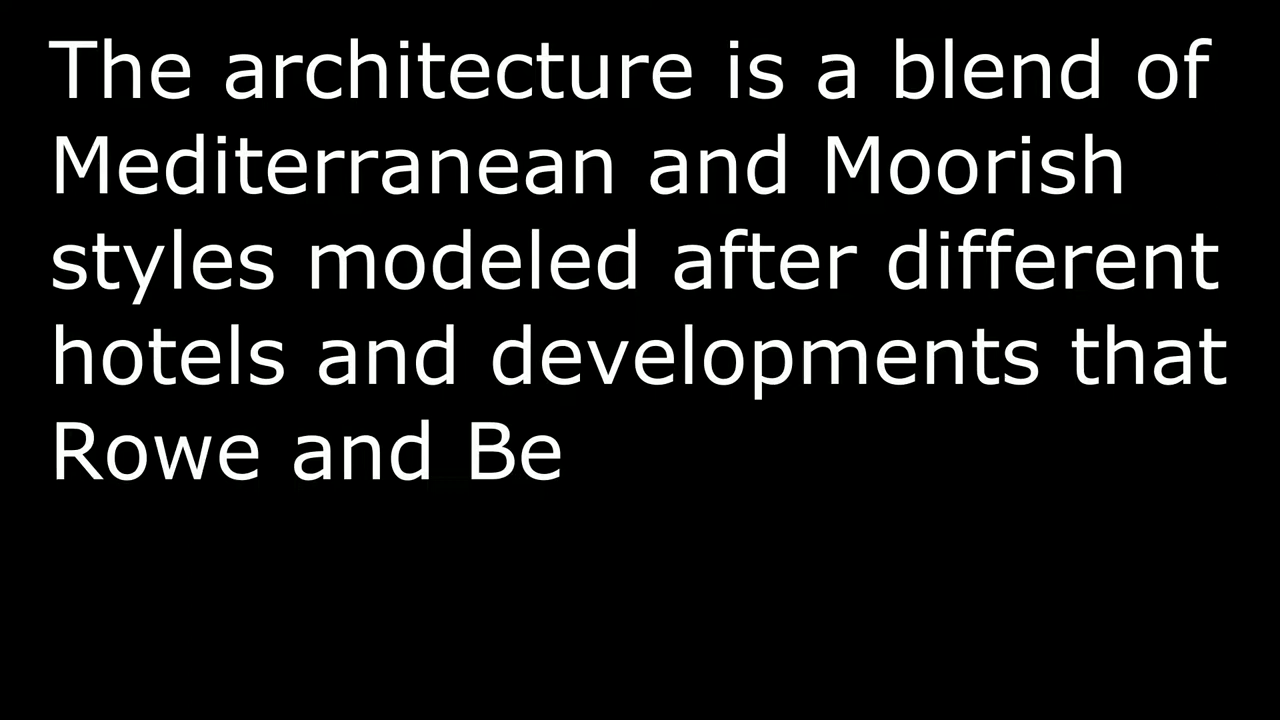 The architecture is a blend of
Mediterranean and Moorish
styles modeled after different
hotels and developments that
Rowe and Be